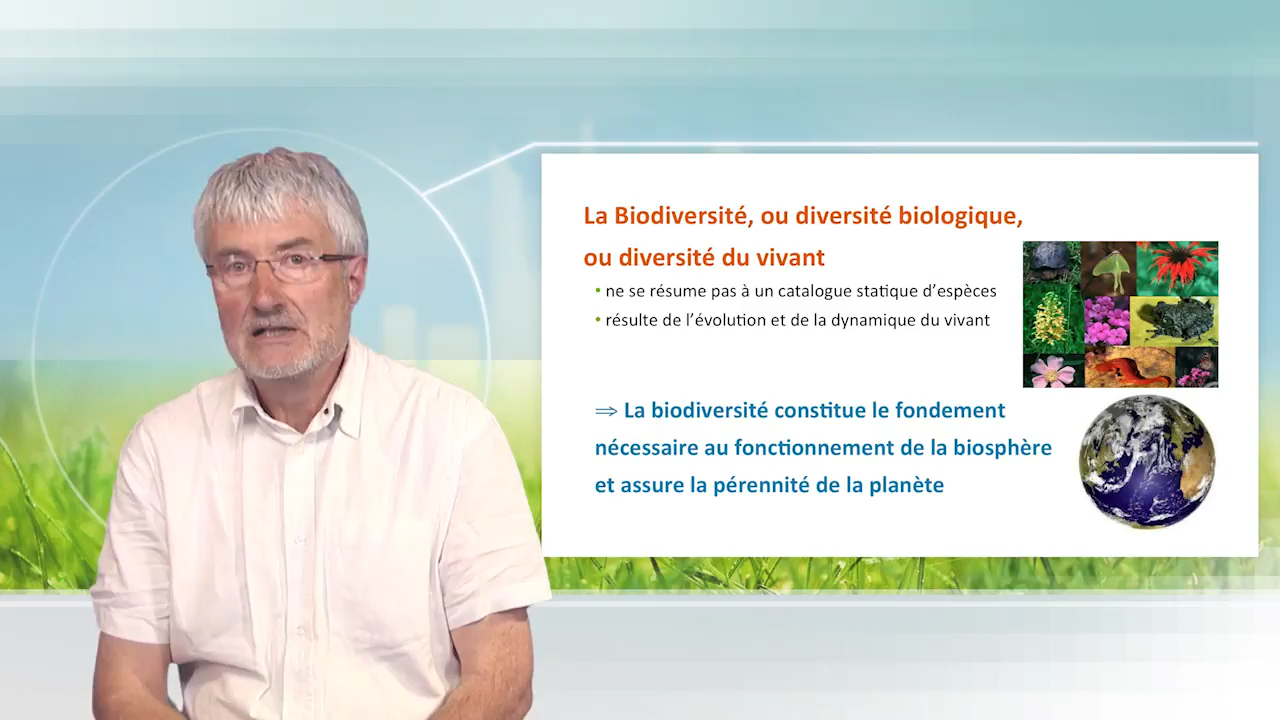 La Biodiversité, ou diversité biologique,
ou diversité du vivant
• ne se résume pas à un catalogue statique d’espèces
• résulte de l’évolution et de la dynamique du vivant
⇒ La biodiversité constitue le fondement
nécessaire au fonctionnement de la biosphère
et assure la pérennité de la planète